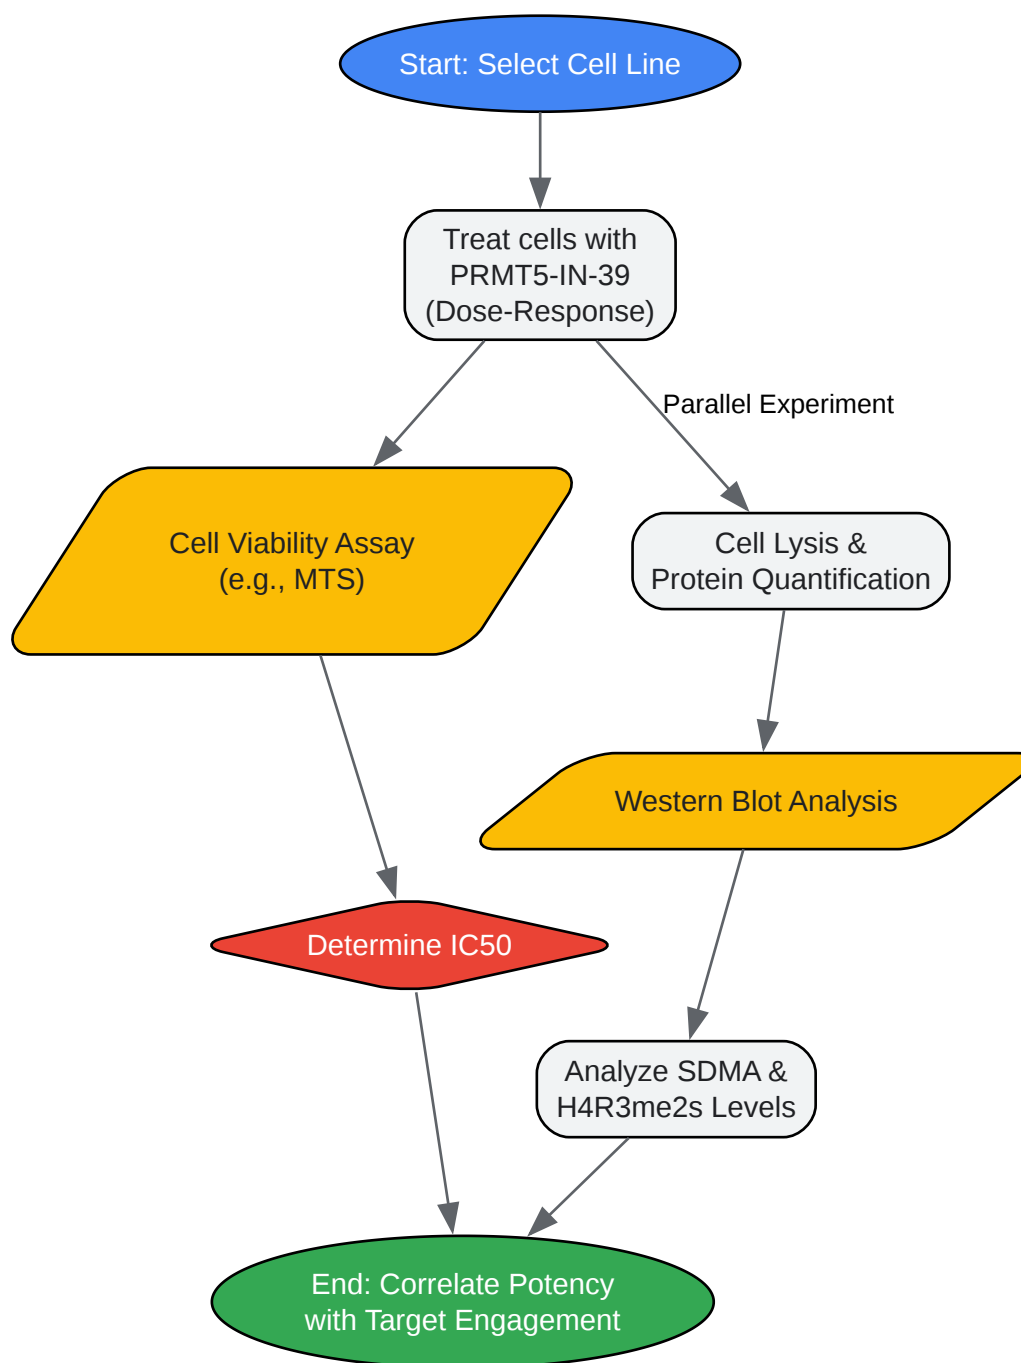 Start: Select Cell Line
Treat cells with
PRMT5-IN-39
(Dose-Response)
Parallel Experiment
Cell Viability Assay
(e.g., MTS)
Cell Lysis &
Protein Quantification
Western Blot Analysis
Determine IC50
Analyze SDMA &
H4R3me2s Levels
End: Correlate Potency
with Target Engagement